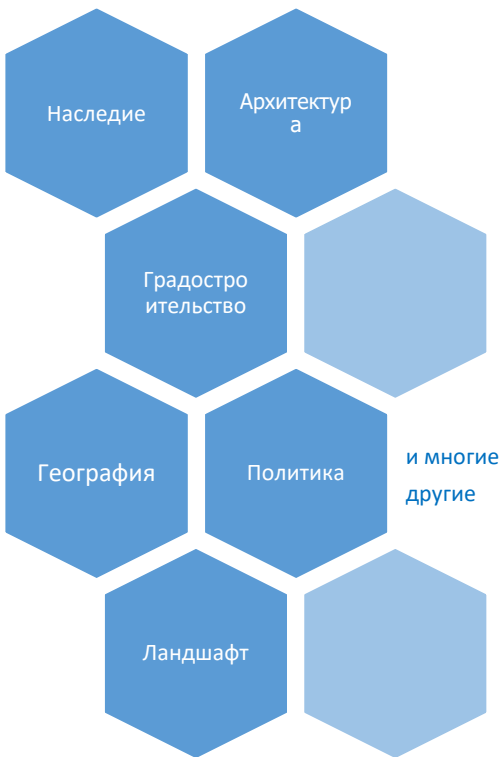 Наследие
Архитектур
а
Градостро
ительство
География
Политика
и многие
другие
Ландшафт